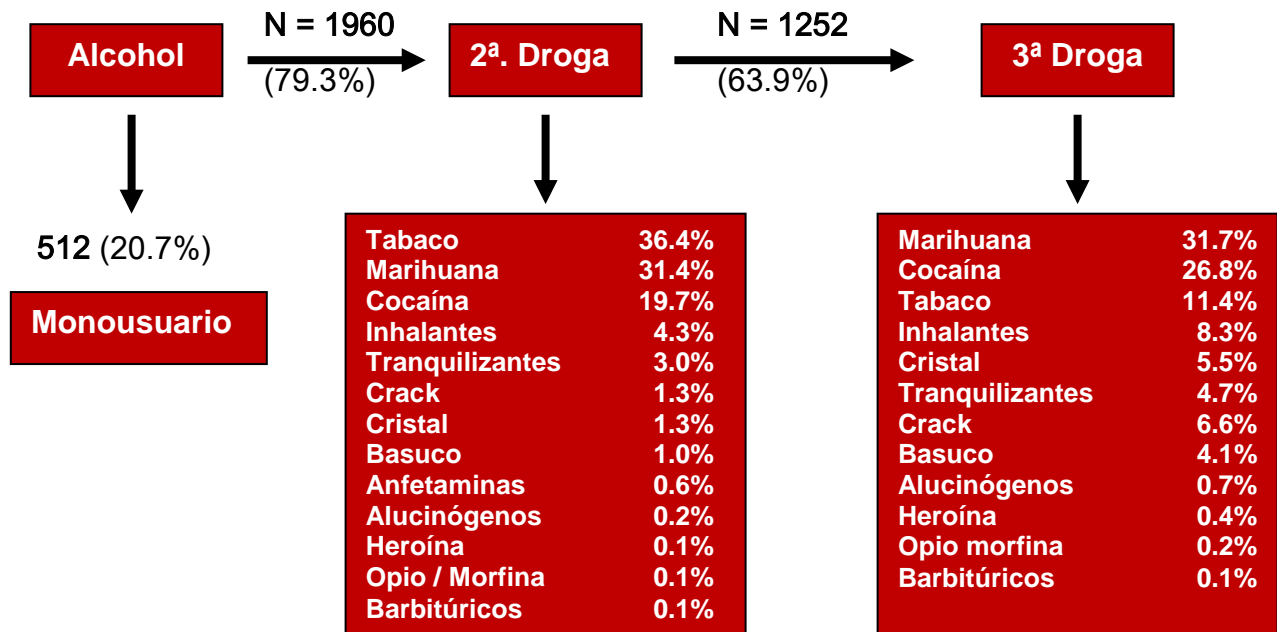 Alcohol
N = 1960
(79.3%)
2ª. Droga
N = 1252
(63.9%)
3ª Droga
512 (20.7%)
Monousuario
Tabaco 36.4%
Marihuana 31.4%
Cocaína 19.7%
Inhalantes 4.3%
Tranquilizantes 3.0%
Crack 1.3%
Cristal 1.3%
Basuco 1.0%
Anfetaminas 0.6%
Alucinógenos 0.2%
Heroína 0.1%
Opio / Morfina 0.1%
Barbitúricos 0.1%
Marihuana 31.7%
Cocaína 26.8%
Tabaco 11.4%
Inhalantes 8.3%
Cristal 5.5%
Tranquilizantes 4.7%
Crack 6.6%
Basuco 4.1%
Alucinógenos 0.7%
Heroína 0.4%
Opio morfina 0.2%
Barbitúricos 0.1%